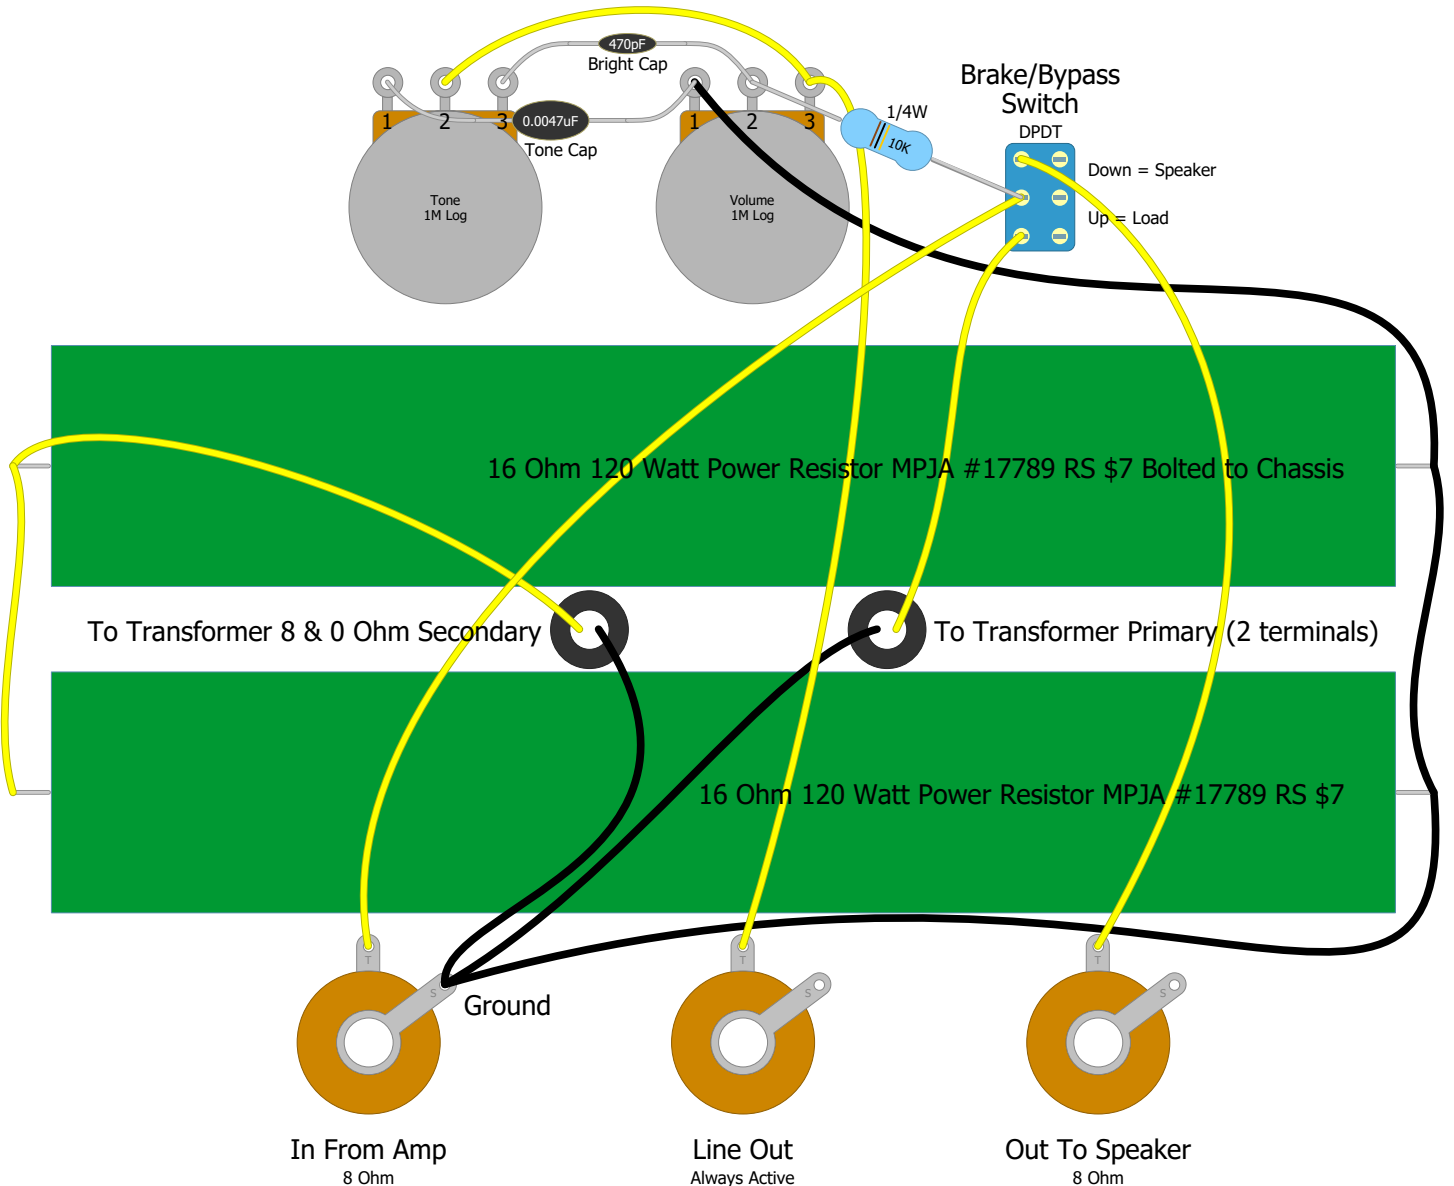 470pF
Bright Cap
Brake/Bypass
Switch
DPDT
1 2 3
0.0047uF
Tone Cap
1 2 3
1/4W
10K
Down = Speaker
Up = Load
Tone
1M Log
Volume
1M Log
16 Ohm 120 Watt Power Resistor MPJA #17789 RS $7 Bolted to Chassis
To Transformer 8 & 0 Ohm Secondary
To Transformer Primary (2 terminals)
16 Ohm 120 Watt Power Resistor MPJA #17789 RS $7
T
S
T
S
T
S
Ground
In From Amp
8 Ohm
Line Out
Always Active
Out To Speaker
8 Ohm